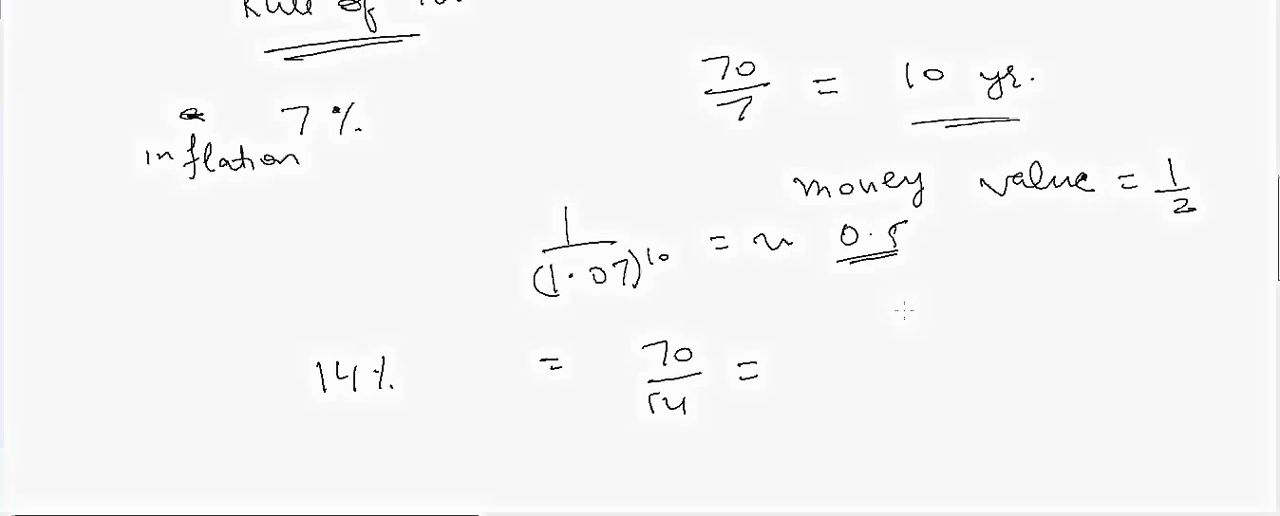 Rule of
70/7 = 10 yr.
7 %
inflation
money value = 1/2
1/(1.07)^10 = ~ 0.5
14 % = 70/14 =